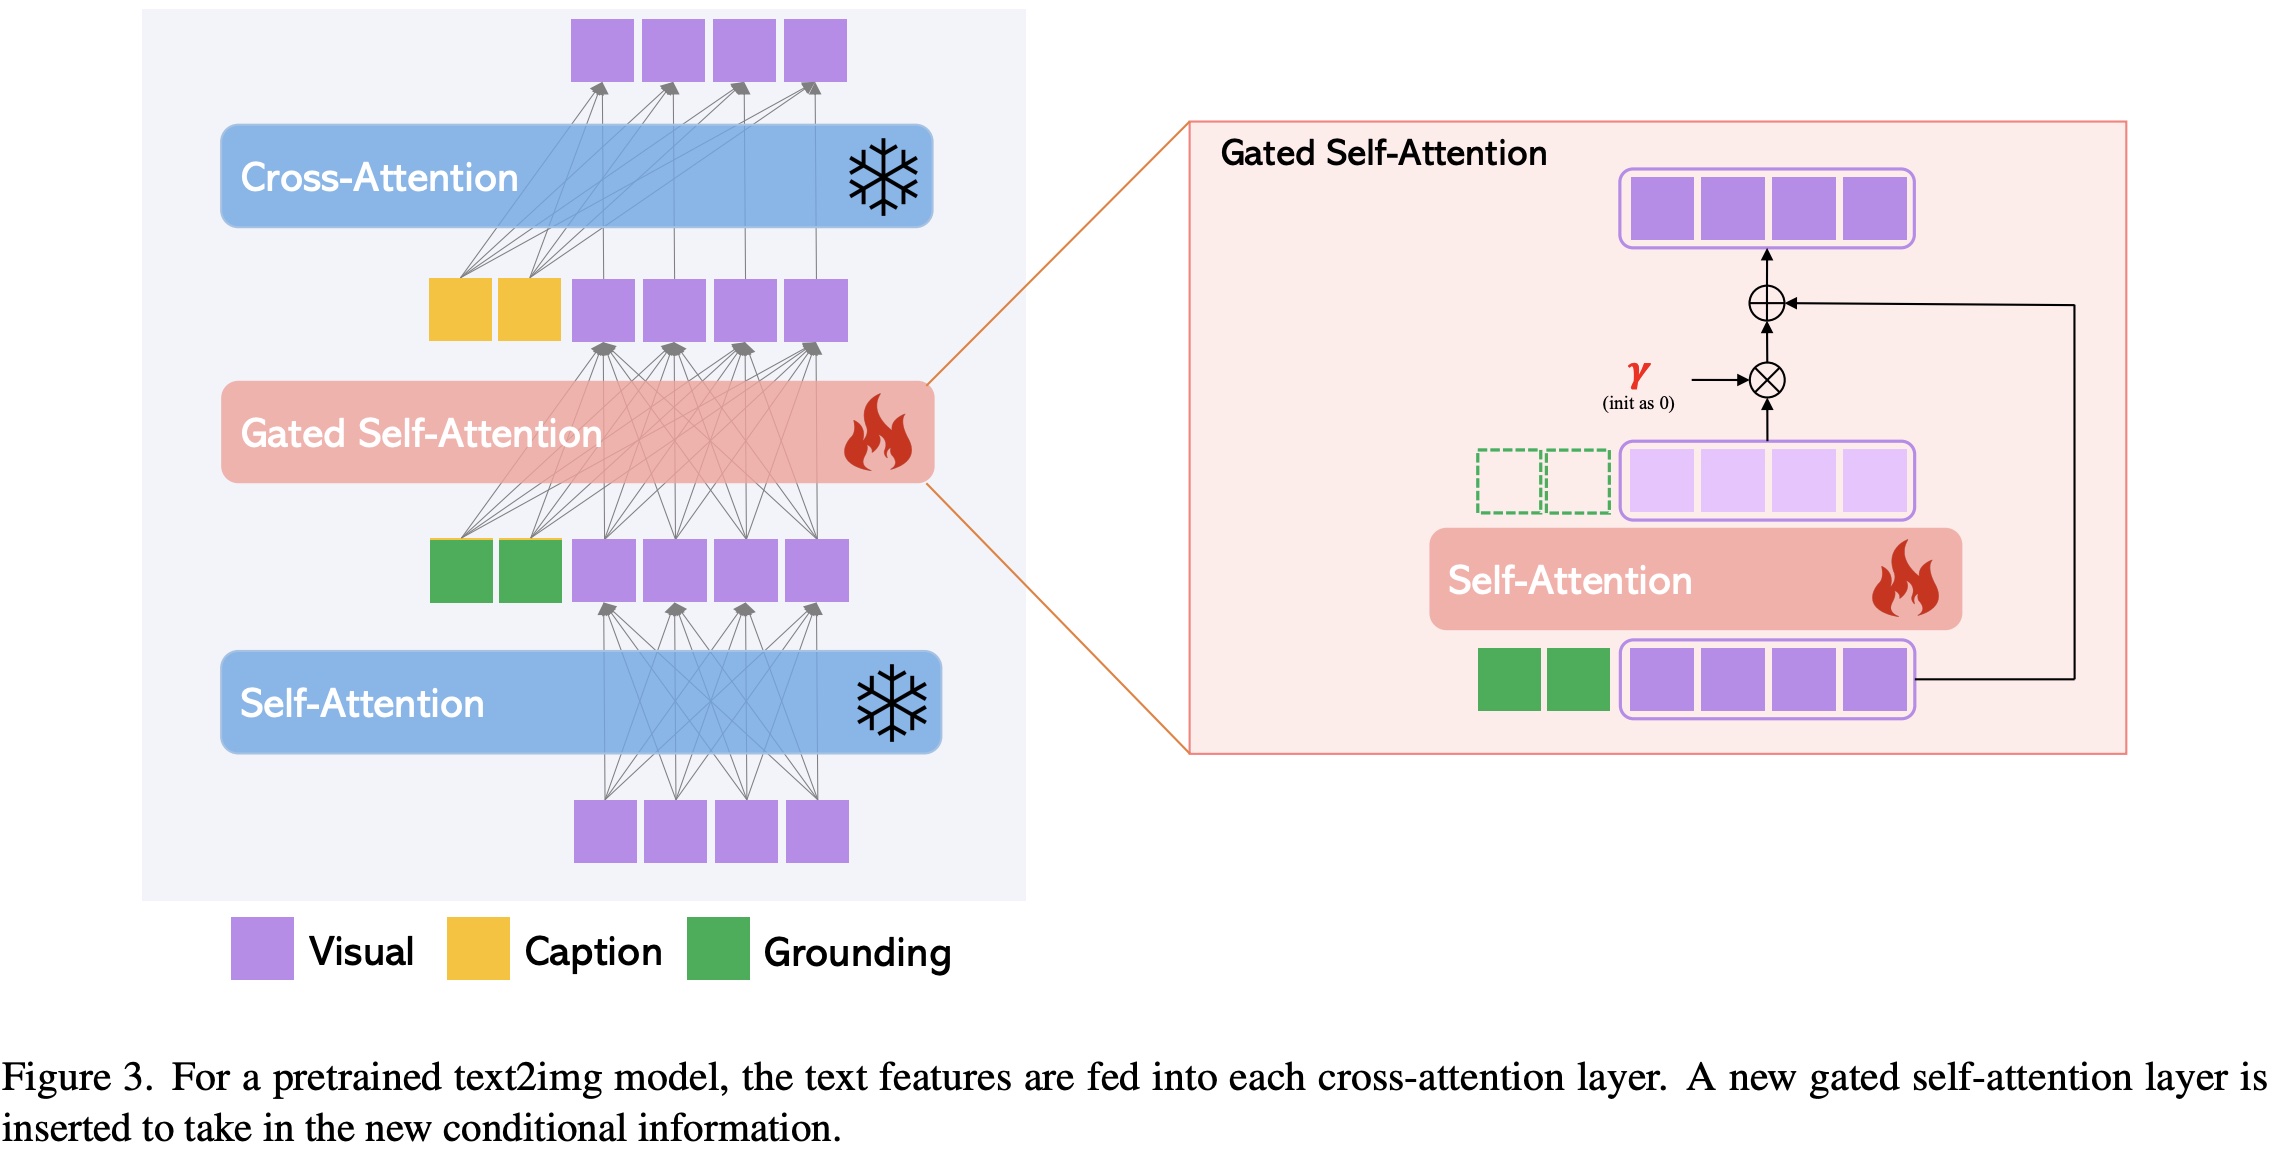 Cross-Attention
Gated Self-Attention
Self-Attention
Visual
Caption
Grounding
Gated Self-Attention
γ
(init as 0)
Self-Attention
Figure 3. For a pretrained text2img model, the text features are fed into each cross-attention layer. A new gated self-attention layer is
inserted to take in the new conditional information.